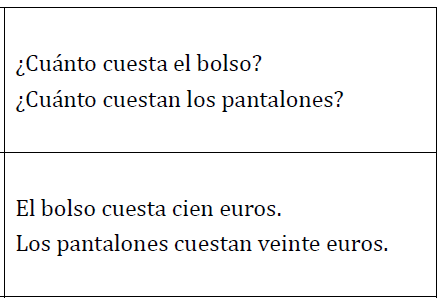 ¿Cuánto cuesta el bolso?
¿Cuánto cuestan los pantalones?
El bolso cuesta cien euros.
Los pantalones cuestan veinte euros.